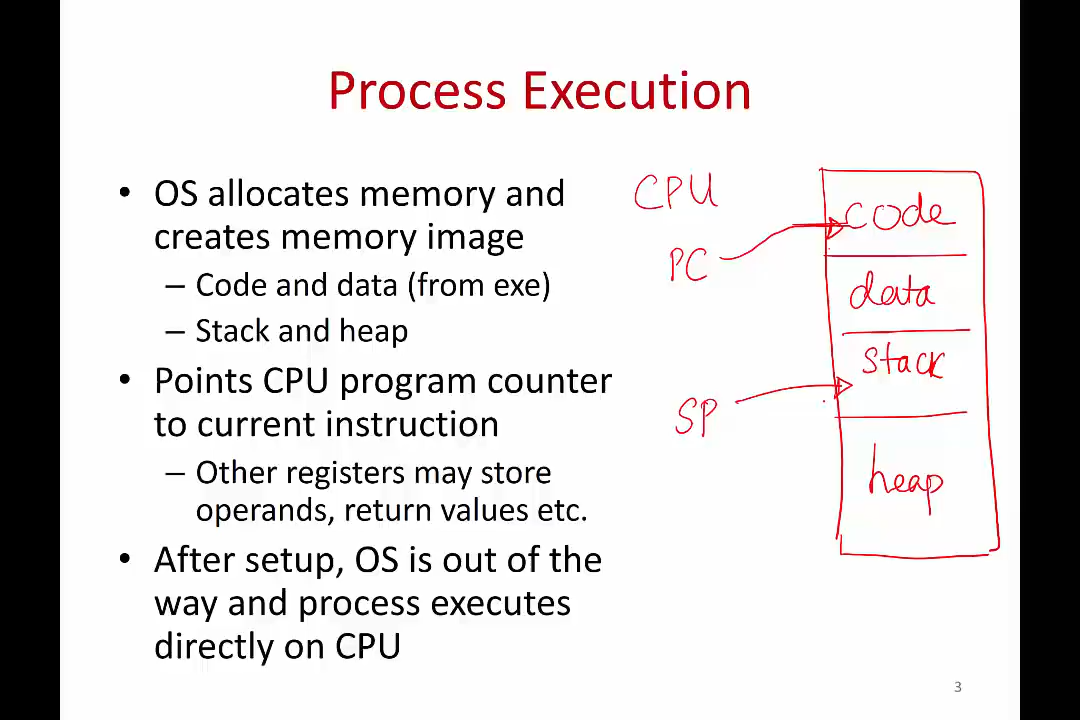 Process Execution
• OS allocates memory and
creates memory image
– Code and data (from exe)
– Stack and heap
• Points CPU program counter
to current instruction
– Other registers may store
operands, return values etc.
• After setup, OS is out of the
way and process executes
directly on CPU
CPU
PC
SP
code
data
stack
heap
3